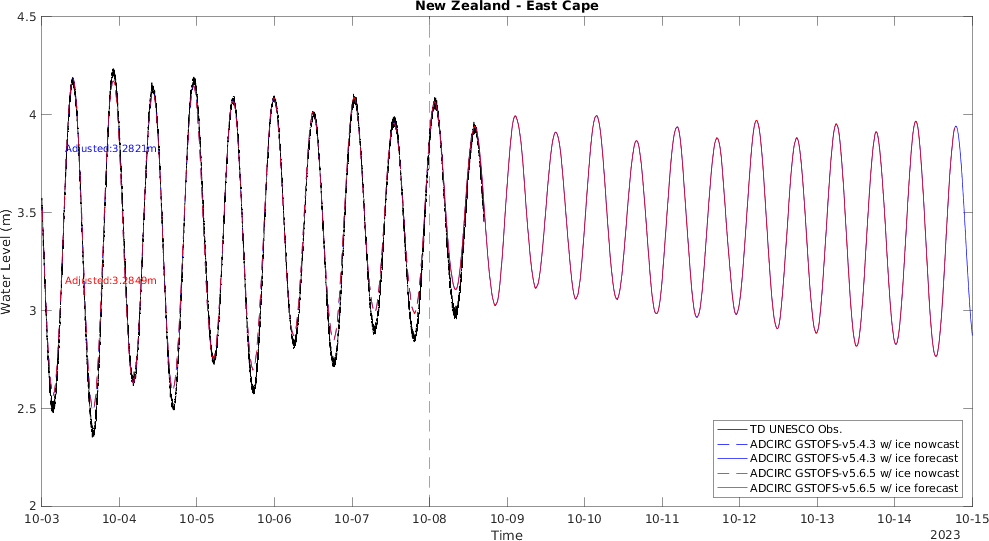 New Zealand - East Cape
4.5
4
3.5
3
2.5
2
Water Level (m)
Adjusted:3.2821m
Adjusted:3.2849m
TD UNESCO Obs.
ADCIRC GSTOFS-v5.4.3 w/ ice nowcast
ADCIRC GSTOFS-v5.4.3 w/ ice forecast
ADCIRC GSTOFS-v5.6.5 w/ ice nowcast
ADCIRC GSTOFS-v5.6.5 w/ ice forecast
10-03 10-04 10-05 10-06 10-07 10-08 10-09 10-10 10-11 10-12 10-13 10-14 10-15
Time
2023